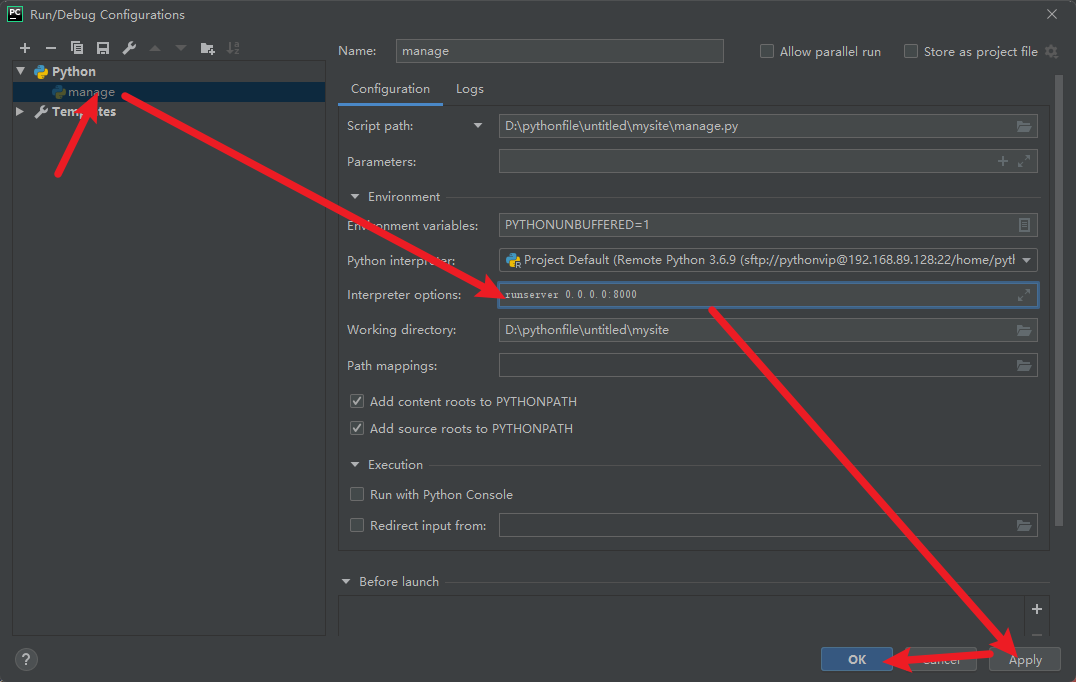 PC Run/Debug Configurations
Name: manage
Allow parallel run
Store as project file
Python
manage
Templates
Configuration Logs
Script path: D:\pythonfile\untitled\mysite\manage.py
Parameters:
Environment
Environment variables: PYTHONUNBUFFERED=1
Python interpreter: Project Default (Remote Python 3.6.9 (sftp://pythonvip@192.168.89.128:22/home/pyth
Interpreter options: runserver 0.0.0.0:8000
Working directory: D:\pythonfile\untitled\mysite
Path mappings:
Add content roots to PYTHONPATH
Add source roots to PYTHONPATH
Execution
Run with Python Console
Redirect input from:
Before launch
? OK Cancel Apply